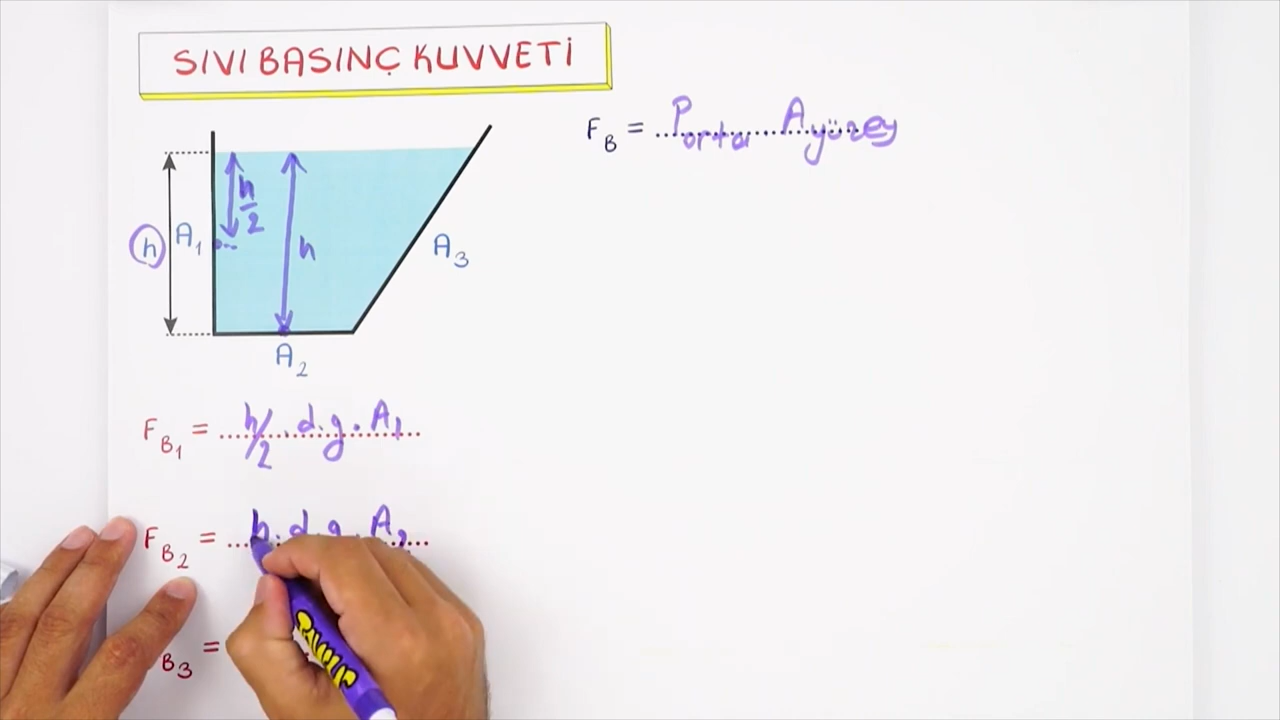 SIVI BASINÇ KUVVETİ
F_B = P_orta . A_yüzey
h
A_1
h/2
h
A_3
A_2
F_B1 = h/2 . d.g. A_1
F_B2 = h.d.g. A_2
B_3 =